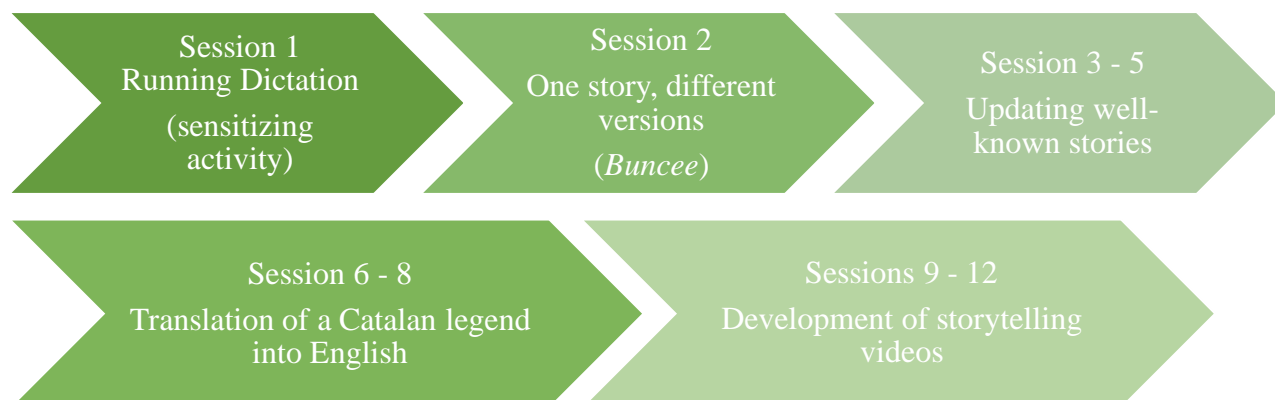 Session 1
Running Dictation
(sensitizing
activity)
Session 2
One story, different
versions
(Buncee)
Session 3 - 5
Updating well-
known stories
Session 6 - 8
Translation of a Catalan legend
into English
Sessions 9 - 12
Development of storytelling
videos